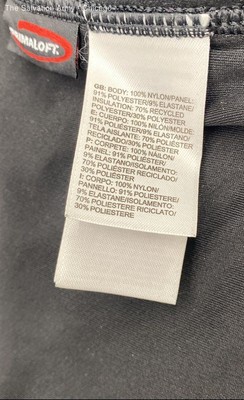 The Salvation Army - Chicago
PRIMALOFT.
GB: BODY: 100% NYLON/PANEL:
91% POLYESTER/9% ELASTANE/
INSULATION: 70% RECYCLED
POLYESTER/30% POLYESTER
E: CUERPO: 100% NILÓN/MOLDE:
91% POLIÉSTER/9% ELASTANO/
TELA AISLANTE: 70% POLIÉSTER
RECICLADO/30% POLIÉSTER
P: CORPETE: 100% NÁILON/
PAINEL: 91% POLIÉSTER/
9% ELASTANO/ISOLAMENTO:
70% POLIÉSTER RECICLADO/
30% POLIÉSTER
I: CORPO: 100% NYLON/
PANNELLO: 91% POLIESTERE/
9% ELASTANE/ISOLAMENTO:
70% POLIESTERE RICICLATO/
30% POLIESTERE